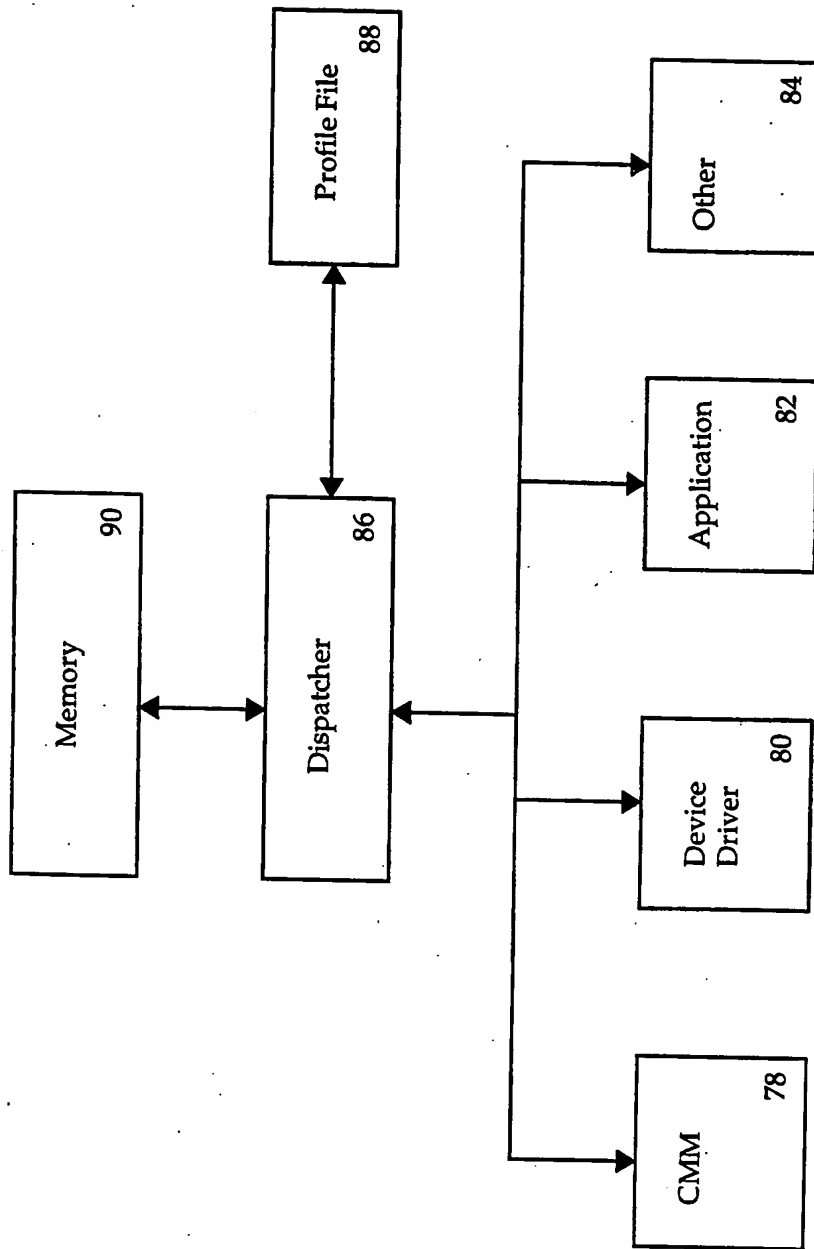 Memory
90
Dispatcher
86
Profile File
88
CMM
78
Device
Driver
80
Application
82
Other
84